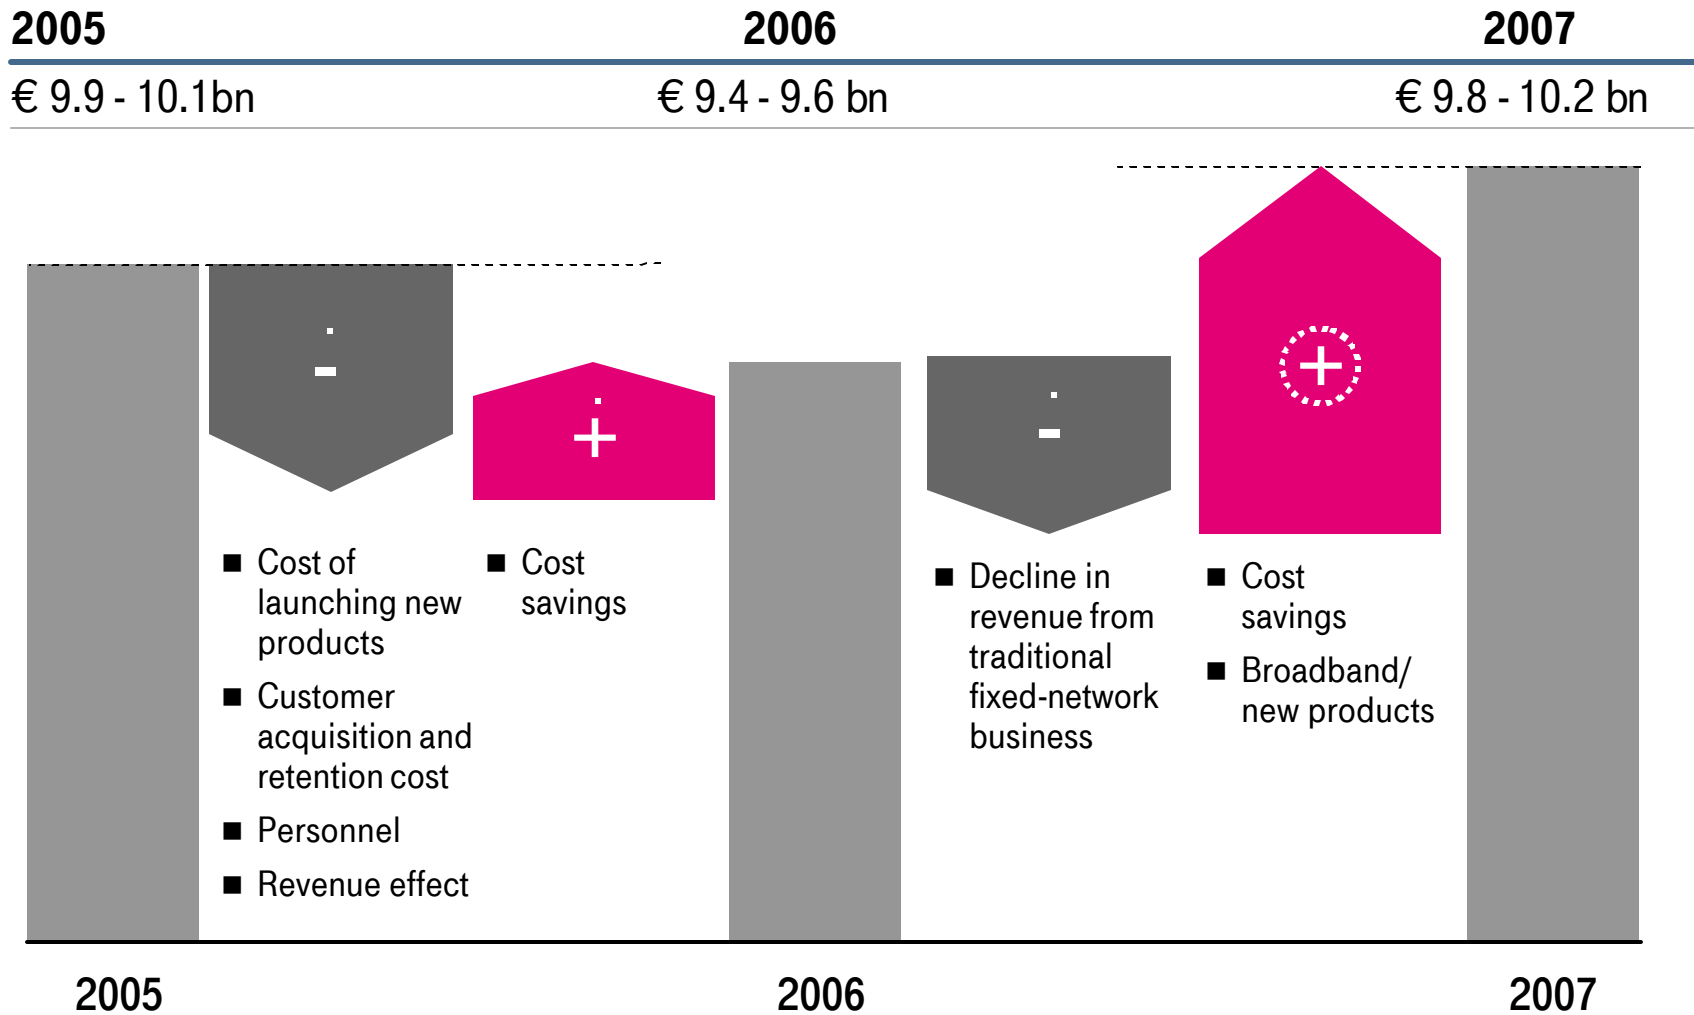 2005 2006 2007
€ 9.9 - 10.1bn € 9.4 - 9.6 bn € 9.8 - 10.2 bn
-
+
-
+
■ Cost of
launching new
products
■ Customer
acquisition and
retention cost
■ Personnel
■ Revenue effect
■ Cost
savings
■ Decline in
revenue from
traditional
fixed-network
business
■ Cost
savings
■ Broadband/
new products
2005 2006 2007